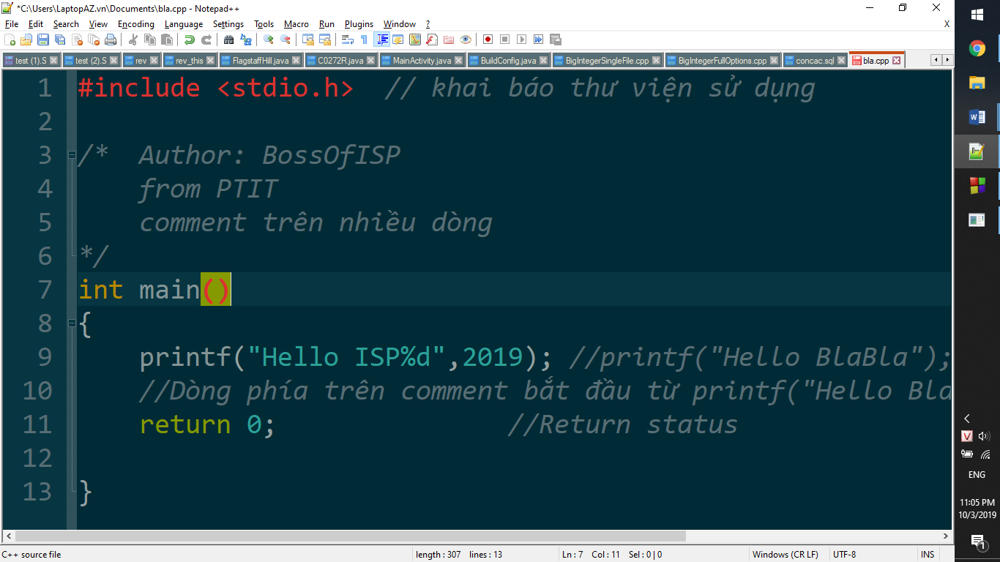 *C:\Users\LaptopAZ.vn\Documents\bla.cpp - Notepad++
File Edit Search View Encoding Language Settings Tools Macro Run Plugins Window ? X
test (1).S test (2).S rev rev_this FlagstaffHill.java C0272R.java MainActivity.java BuildConfig.java BigIntegerSingleFile.cpp BigIntegerFullOptions.cpp concac.sql bla.cpp
1 #include <stdio.h> // khai báo thư viện sử dụng
2
3 /* Author: BossOfISP
4 from PTIT
5 comment trên nhiều dòng
6 */
7 int main()
8 {
9 printf("Hello ISP%d",2019); //printf("Hello BlaBla");
10 //Dòng phía trên comment bắt đầu từ printf("Hello Bla
11 return 0; //Return status
12
13 }
C++ source file length : 307 lines : 13 Ln : 7 Col : 11 Sel : 0 | 0 Windows (CR LF) UTF-8 INS
ENG
11:05 PM
10/3/2019
1